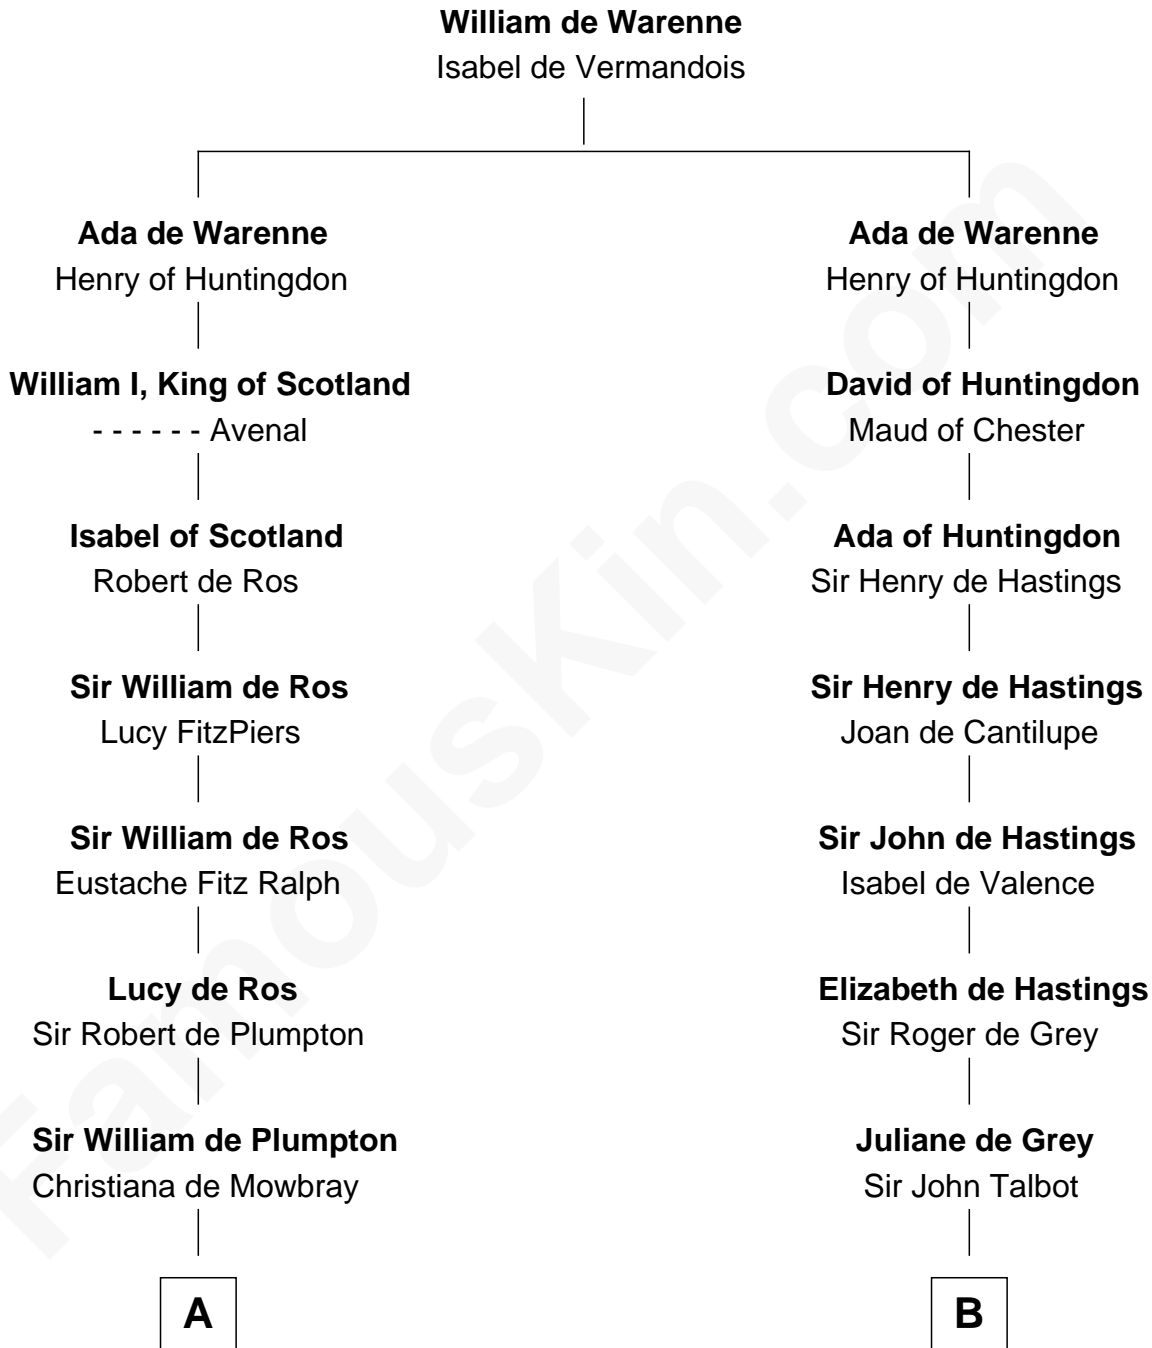 William de Warenne
Isabel de Vermandois
Ada de Warenne
Henry of Huntingdon
William I, King of Scotland
- - - - - - Avenal
Isabel of Scotland
Robert de Ros
Sir William de Ros
Lucy FitzPiers
Sir William de Ros
Eustache Fitz Ralph
Lucy de Ros
Sir Robert de Plumpton
Sir William de Plumpton
Christiana de Mowbray
A
Ada de Warenne
Henry of Huntingdon
David of Huntingdon
Maud of Chester
Ada of Huntingdon
Sir Henry de Hastings
Sir Henry de Hastings
Joan de Cantilupe
Sir John de Hastings
Isabel de Valence
Elizabeth de Hastings
Sir Roger de Grey
Juliane de Grey
Sir John Talbot
B
FamousKin.com